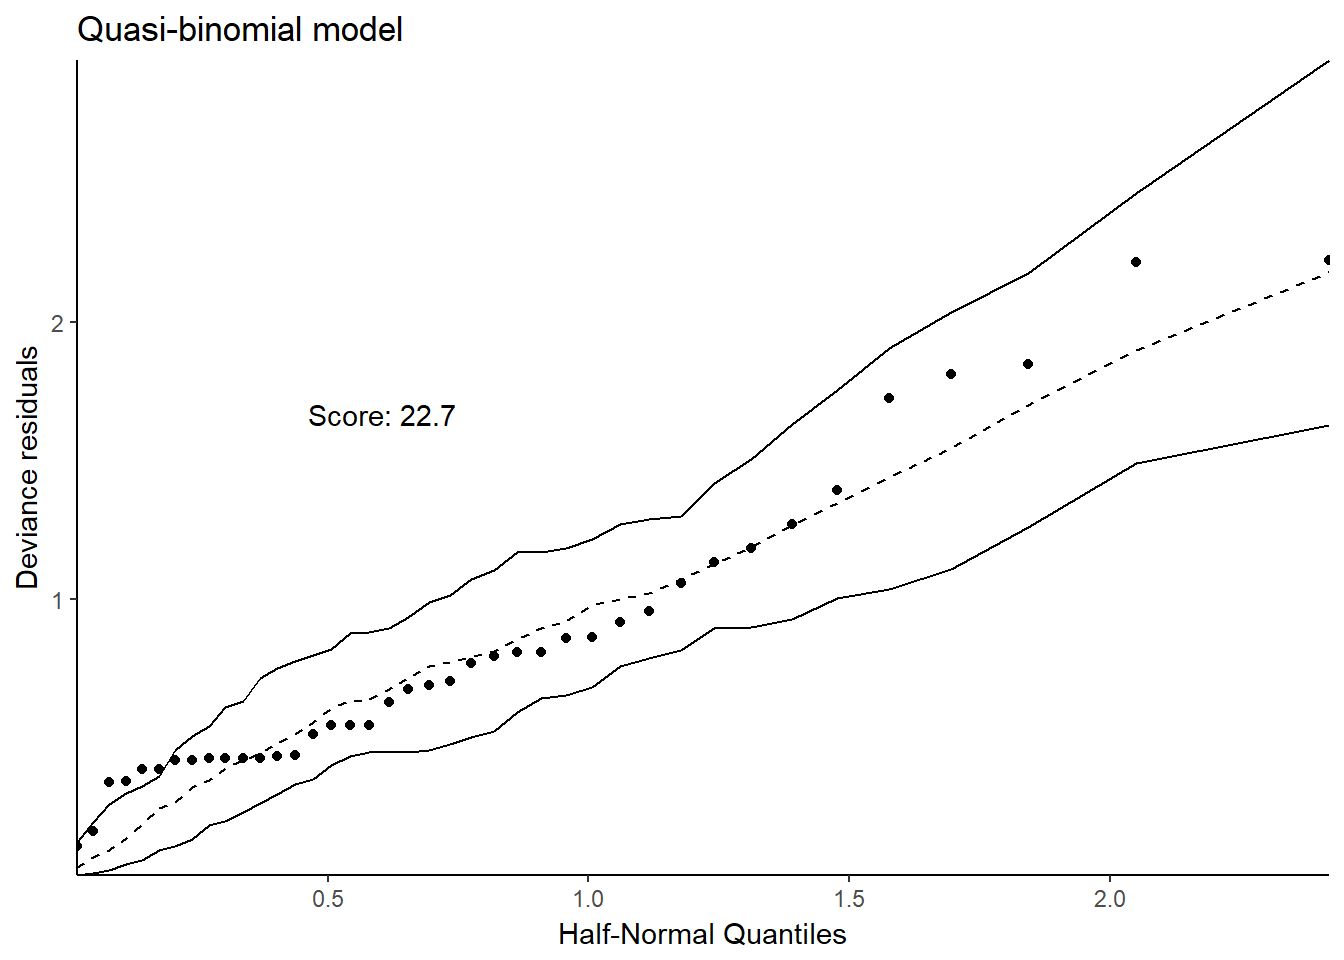 Quasi-binomial model
2
Score: 22.7
Deviance residuals
1
0.5 1.0 1.5 2.0
Half-Normal Quantiles